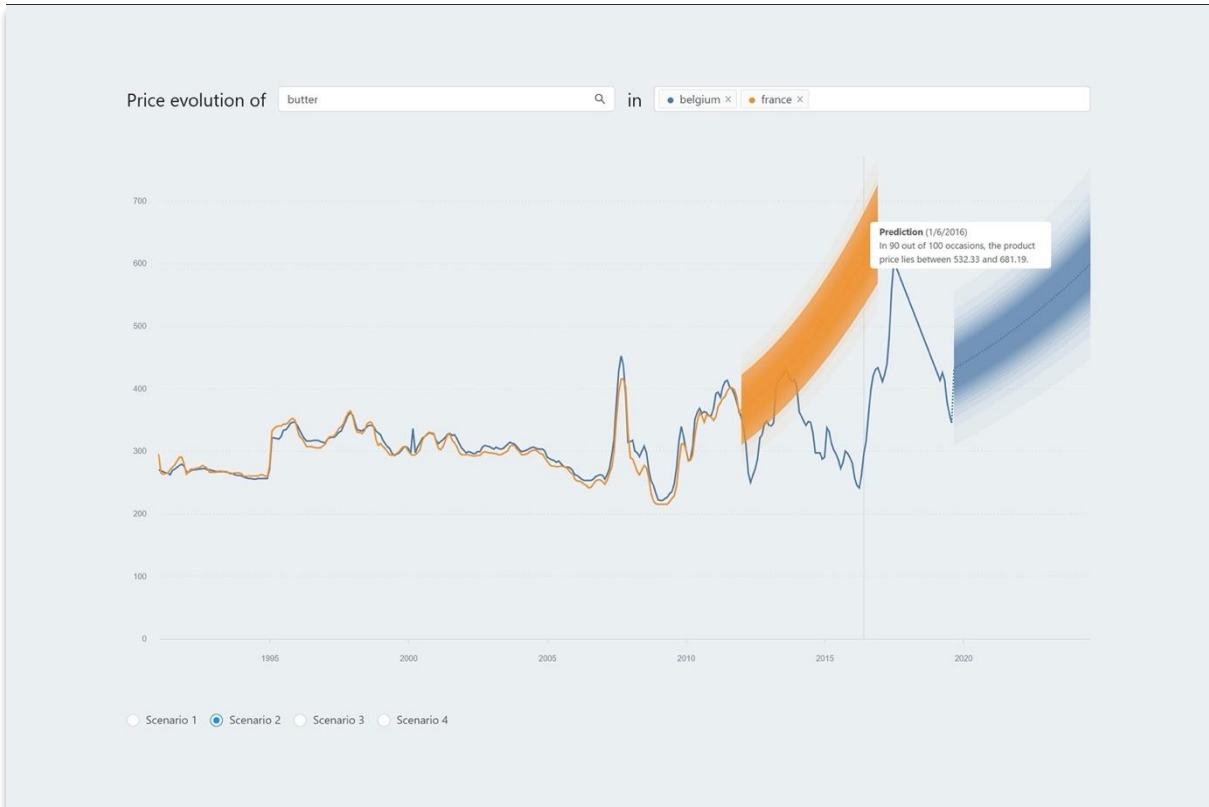 Price evolution of butter in belgium × france ×
700
Prediction (1/6/2016)
In 90 out of 100 occasions, the product
price lies between 532.33 and 681.19.
600
500
400
300
200
100
0
1995 2000 2005 2010 2015 2020
Scenario 1 Scenario 2 Scenario 3 Scenario 4